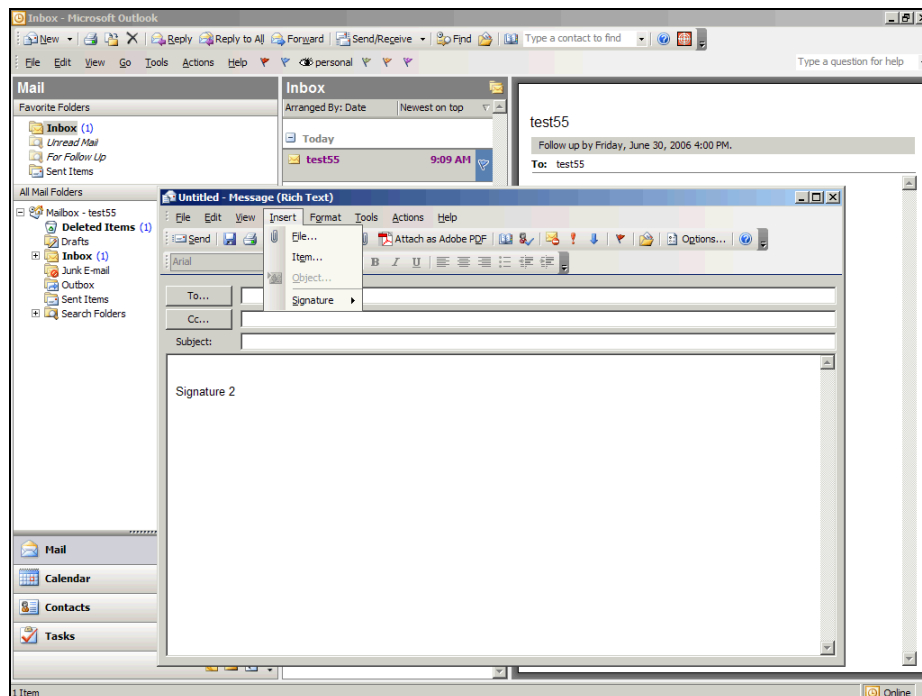 Inbox - Microsoft Outlook
New Reply Reply to All Forward Send/Receive Find Type a contact to find
File Edit View Go Tools Actions Help personal Type a question for help
Mail
Favorite Folders
Inbox (1)
Unread Mail
For Follow Up
Sent Items
All Mail Folders
Mailbox - test55
Deleted Items (1)
Drafts
Inbox (1)
Junk E-mail
Outbox
Sent Items
Search Folders
Mail
Calendar
Contacts
Tasks
Inbox
Arranged By: Date Newest on top
Today
test55 9:09 AM
test55
Follow up by Friday, June 30, 2006 4:00 PM.
To: test55
Untitled - Message (Rich Text)
File Edit View Insert Format Tools Actions Help
Send Attach as Adobe PDF Options...
Arial B I U
File...
Item...
Object...
Signature
To...
Cc...
Subject:
Signature 2
1 Item Online